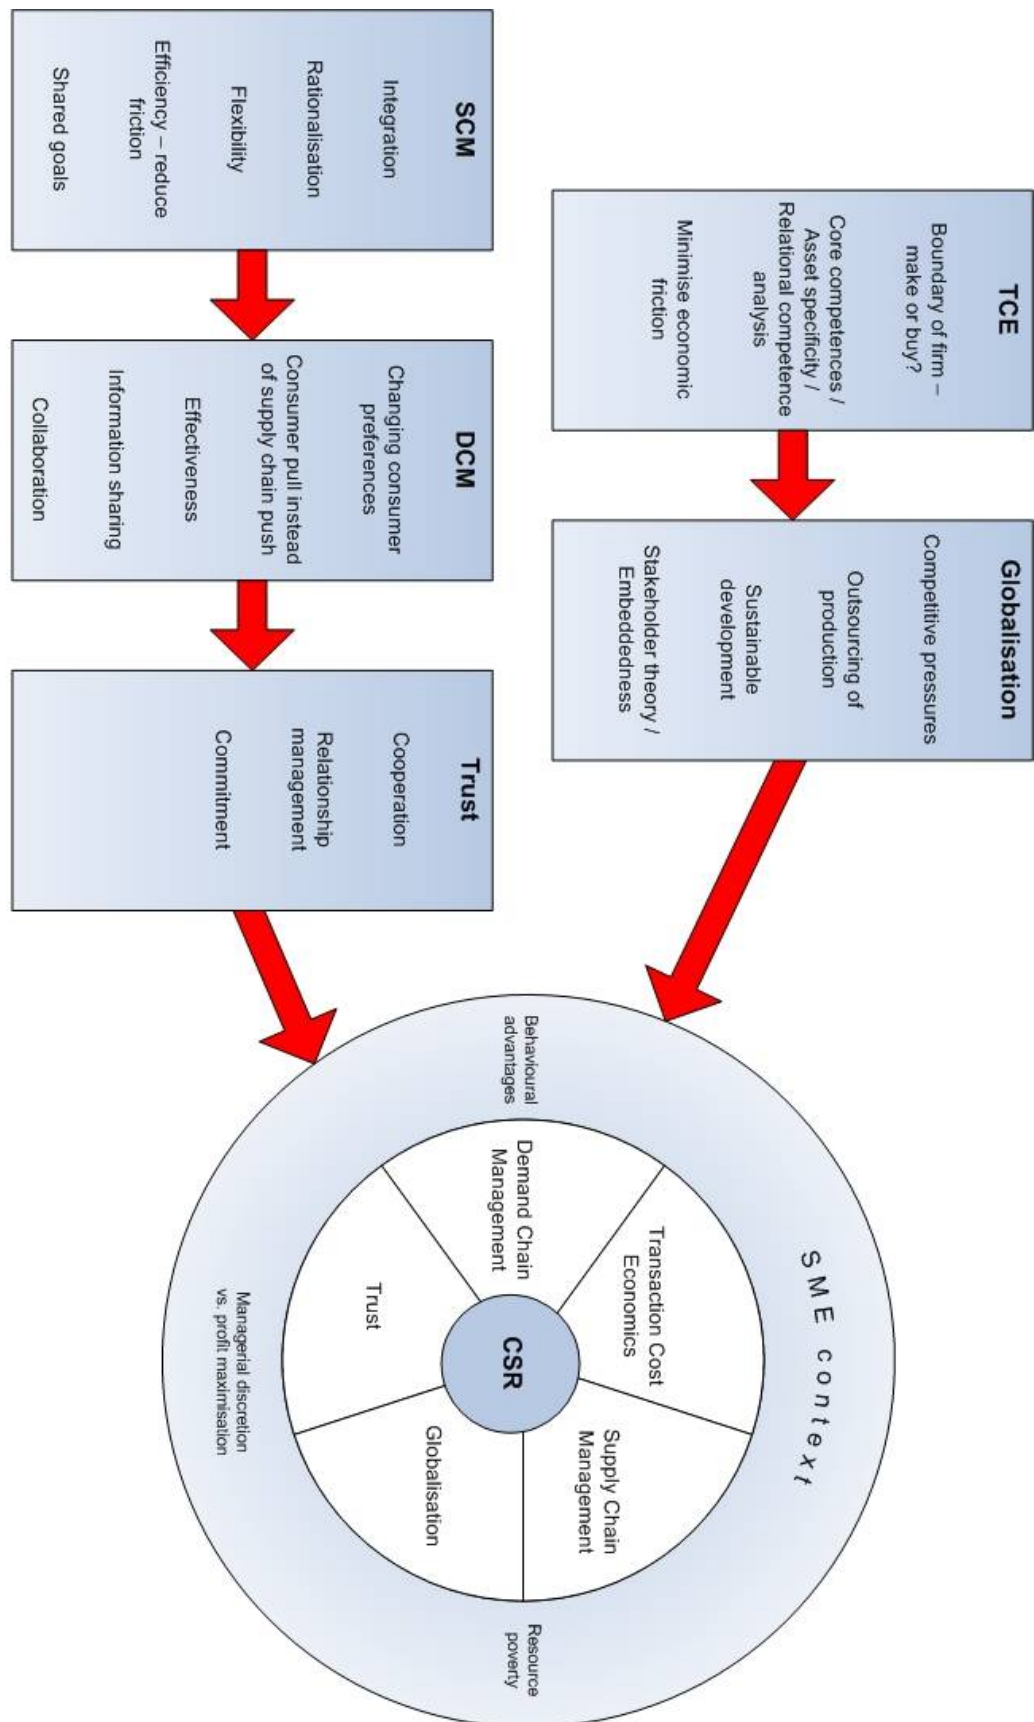 TCE
Boundary of firm –
make or buy?
Core competences /
Asset specificity /
Relational competence
analysis
Minimise economic
friction
Globalisation
Competitive pressures
Outsourcing of
production
Sustainable
development
Stakeholder theory /
Embeddedness
SCM
Integration
Rationalisation
Flexibility
Efficiency – reduce
friction
Shared goals
DCM
Changing consumer
preferences
Consumer pull instead
of supply chain push
Effectiveness
Information sharing
Collaboration
Trust
Cooperation
Relationship
management
Commitment
SME context
Behavioural
advantages
Transaction Cost
Economics
Demand Chain
Management
CSR
Supply Chain
Management
Trust
Globalisation
Resource
poverty
Managerial discretion
vs. profit maximisation